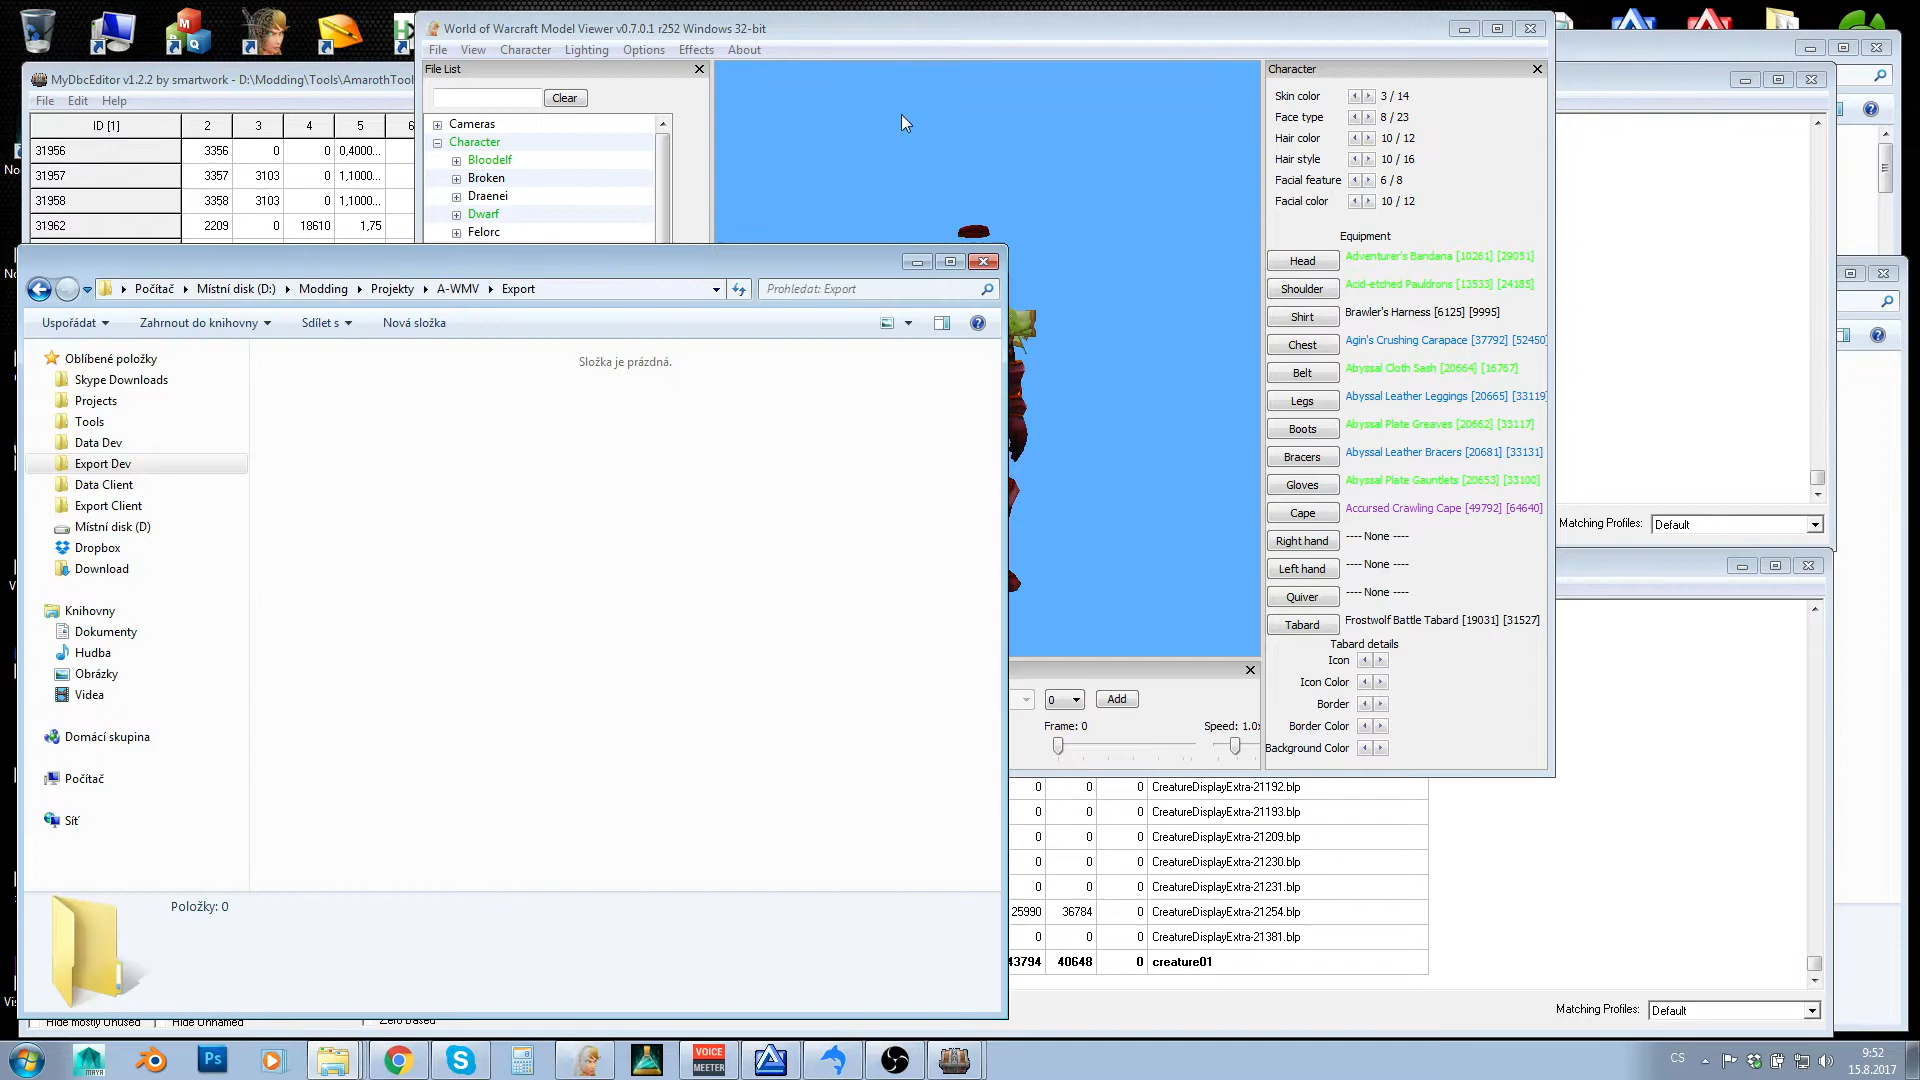 World of Warcraft Model Viewer v0.7.0.1 r252 Windows 32-bit
File View Character Lighting Options Effects About
File List
Clear
Cameras
Character
Bloodelf
Broken
Draenei
Dwarf
Felorc
MyDbcEditor v1.2.2 by smartwork - D:\Modding\Tools\AmarothTool
File Edit Help
ID [1] 2 3 4 5 6
31956 3356 0 0 0,4000...
31957 3357 3103 0 1,1000...
31958 3358 3103 0 1,1000...
31962 2209 0 18610 1,75
Počítač Místní disk (D:) Modding Projekty A-WMV Export
Prohledat: Export
Uspořádat Zahrnout do knihovny Sdílet s Nová složka
Oblíbené položky
Skype Downloads
Projects
Tools
Data Dev
Export Dev
Data Client
Export Client
Místní disk (D)
Dropbox
Download
Knihovny
Dokumenty
Hudba
Obrázky
Videa
Domácí skupina
Počítač
Síť
Složka je prázdná.
Položky: 0
Character
Skin color 3 / 14
Face type 8 / 23
Hair color 10 / 12
Hair style 10 / 16
Facial feature 6 / 8
Facial color 10 / 12
Equipment
Head Adventurer's Bandana [10261] [29051]
Shoulder Acid-etched Pauldrons [13533] [24185]
Shirt Brawler's Harness [6125] [9995]
Chest Agin's Crushing Carapace [37792] [52450]
Belt Abyssal Cloth Sash [20664] [16767]
Legs Abyssal Leather Leggings [20665] [33119]
Boots Abyssal Plate Greaves [20662] [33117]
Bracers Abyssal Leather Bracers [20681] [33131]
Gloves Abyssal Plate Gauntlets [20653] [33100]
Cape Accursed Crawling Cape [49792] [64640]
Right hand ---- None ----
Left hand ---- None ----
Quiver ---- None ----
Tabard Frostwolf Battle Tabard [19031] [31527]
Tabard details
Icon
Icon Color
Border
Border Color
Background Color
0 Add
Frame: 0 Speed: 1.0x
0 0 0 CreatureDisplayExtra-21192.blp
0 0 0 CreatureDisplayExtra-21193.blp
0 0 0 CreatureDisplayExtra-21209.blp
0 0 0 CreatureDisplayExtra-21230.blp
0 0 0 CreatureDisplayExtra-21231.blp
25990 36784 0 CreatureDisplayExtra-21254.blp
0 0 0 CreatureDisplayExtra-21381.blp
43794 40648 0 creature01
Matching Profiles: Default
Matching Profiles: Default
Hide mostly Unused Hide Unnamed Zero based
MAYA
Ps
VOICE
MEETER
CS
9:52
15.8.2017